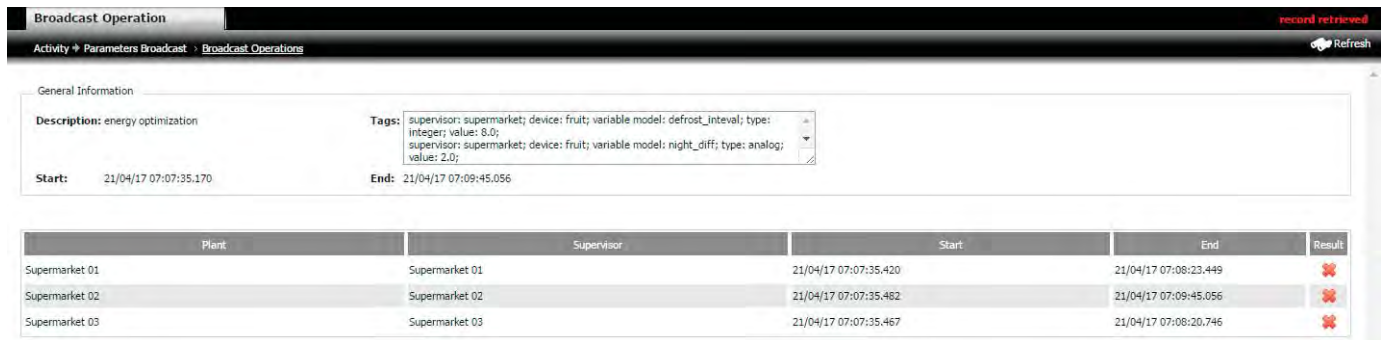 Broadcast Operation
record retrieved
Activity Parameters Broadcast > Broadcast Operations
Refresh
General Information
Description: energy optimization
Tags: supervisor: supermarket; device: fruit; variable model: defrost_inteval; type:
integer; value: 8.0;
supervisor: supermarket; device: fruit; variable model: night_diff; type: analog;
value: 2.0;
Start: 21/04/17 07:07:35.170 End: 21/04/17 07:09:45.056
Plant Supervisor Start End Result
Supermarket 01 Supermarket 01 21/04/17 07:07:35.420 21/04/17 07:08:23.449
Supermarket 02 Supermarket 02 21/04/17 07:07:35.482 21/04/17 07:09:45.056
Supermarket 03 Supermarket 03 21/04/17 07:07:35.467 21/04/17 07:08:20.746